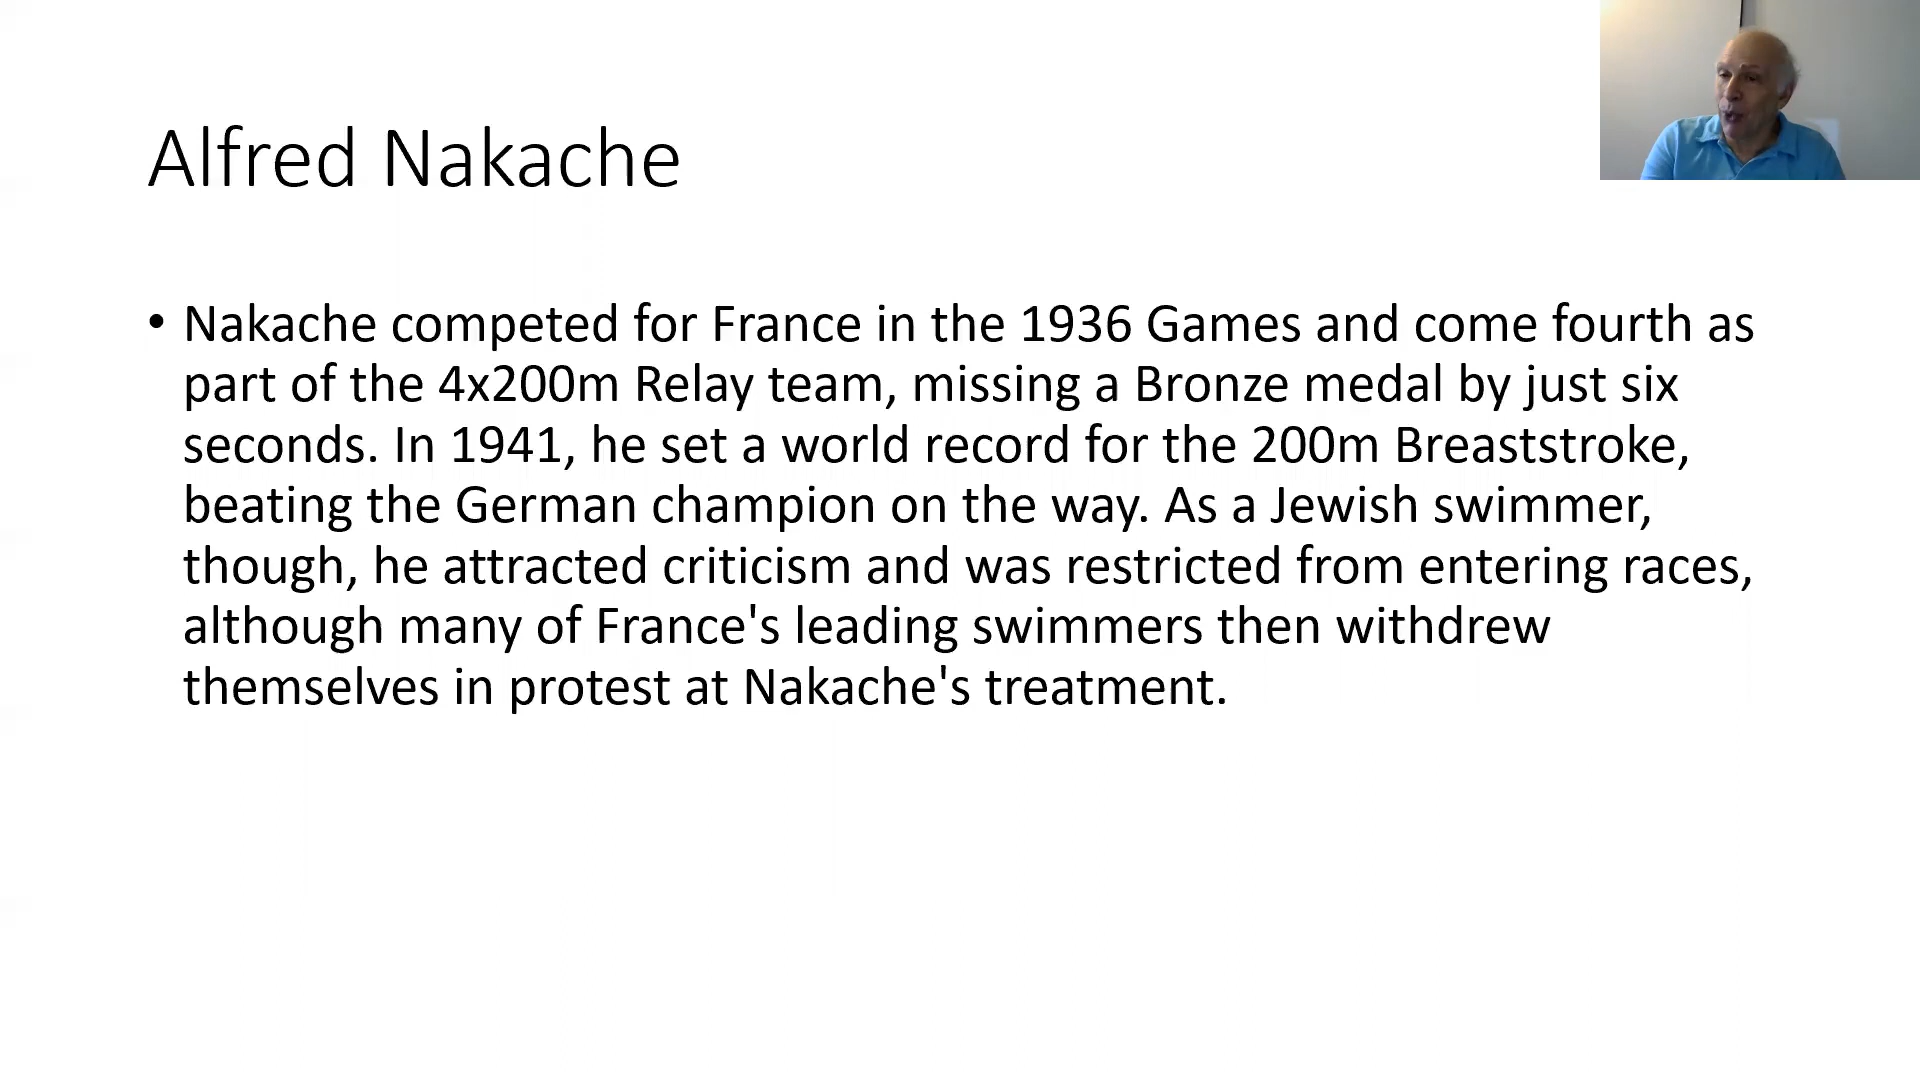 Alfred Nakache
• Nakache competed for France in the 1936 Games and come fourth as
part of the 4x200m Relay team, missing a Bronze medal by just six
seconds. In 1941, he set a world record for the 200m Breaststroke,
beating the German champion on the way. As a Jewish swimmer,
though, he attracted criticism and was restricted from entering races,
although many of France's leading swimmers then withdrew
themselves in protest at Nakache's treatment.